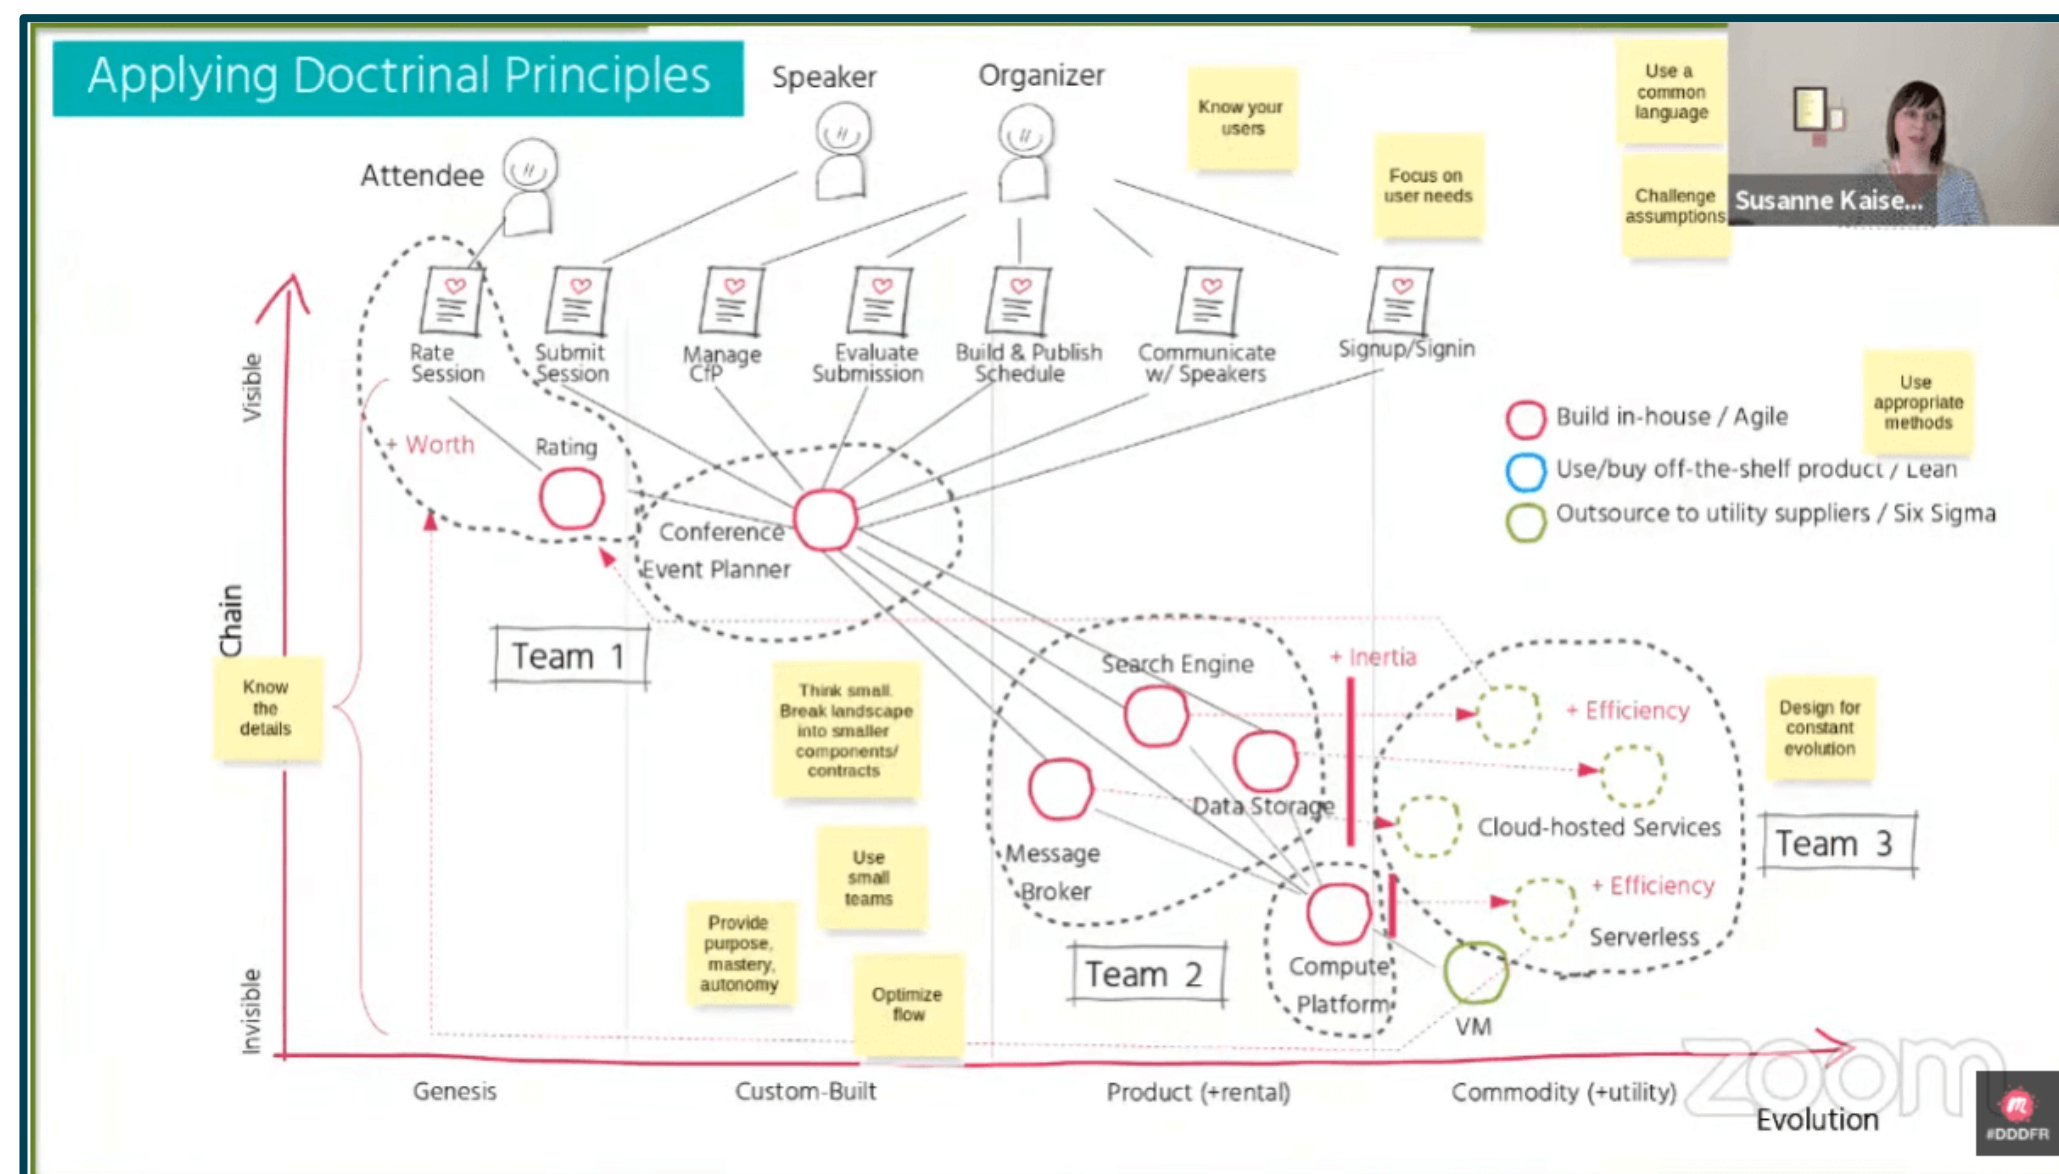 Applying Doctrinal Principles
Speaker
Organizer
Attendee
Know your
users
Focus on
user needs
Use a
common
language
Challenge
assumptions
Susanne Kaise...
Rate
Session
Submit
Session
Manage
CfP
Evaluate
Submission
Build & Publish
Schedule
Communicate
w/ Speakers
Signup/Signin
Visible
+ Worth
Rating
Conference
Event Planner
Build in-house / Agile
Use/buy off-the-shelf product / Lean
Outsource to utility suppliers / Six Sigma
Use
appropriate
methods
Chain
Know
the
details
Team 1
Think small.
Break landscape
into smaller
components/
contracts
Search Engine
+ Inertia
+ Efficiency
Design for
constant
evolution
Data Storage
Cloud-hosted Services
Team 3
Message
Broker
Use
small
teams
+ Efficiency
Serverless
Provide
purpose,
mastery,
autonomy
Optimize
flow
Team 2
Compute
Platform
VM
Invisible
Genesis
Custom-Built
Product (+rental)
Commodity (+utility)
Evolution
zoom
m
#DDDFR